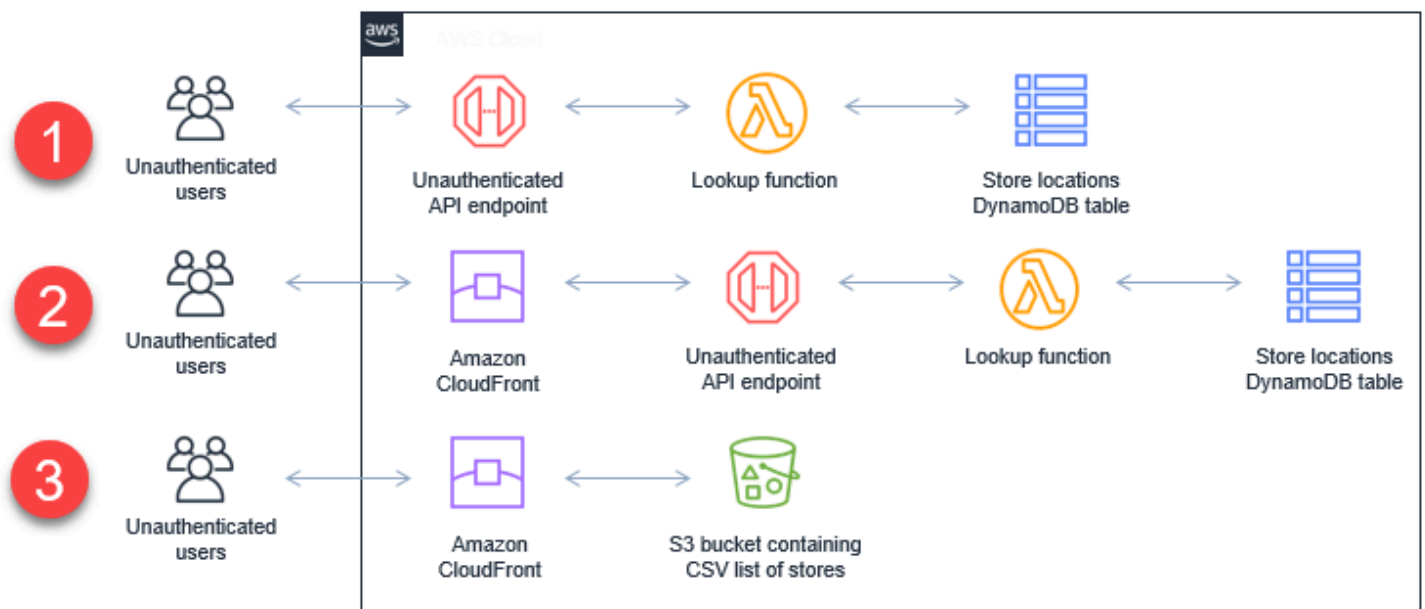 aws
AWS Cloud
1
Unauthenticated
users
Unauthenticated
API endpoint
Lookup function
Store locations
DynamoDB table
2
Unauthenticated
users
Amazon
CloudFront
Unauthenticated
API endpoint
Lookup function
Store locations
DynamoDB table
3
Unauthenticated
users
Amazon
CloudFront
S3 bucket containing
CSV list of stores